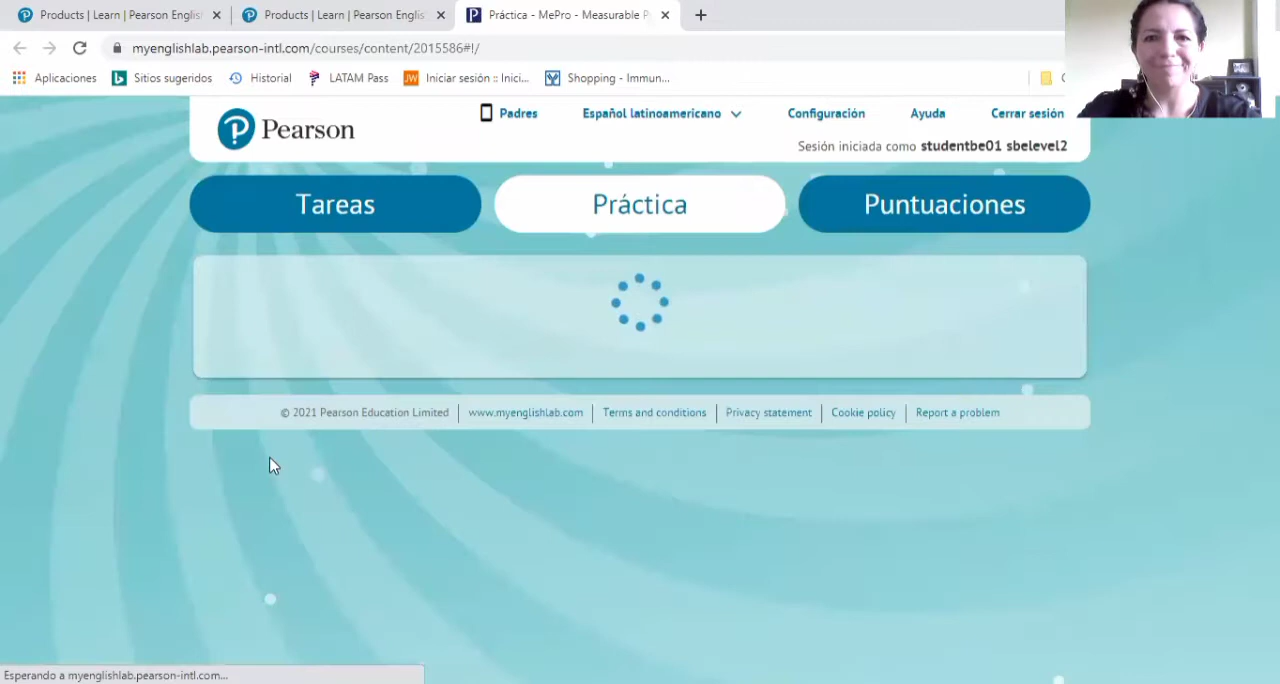 Products | Learn | Pearson Englis
Products | Learn | Pearson Englis
Práctica - MePro - Measurable P
myenglishlab.pearson-intl.com/courses/content/2015586#!/
Aplicaciones
Sitios sugeridos
Historial
LATAM Pass
Iniciar sesión :: Inici...
Shopping - Immun...
Pearson
Padres
Español latinoamericano
Configuración
Ayuda
Cerrar sesión
Sesión iniciada como studentbe01 sbelevel2
Tareas
Práctica
Puntuaciones
© 2021 Pearson Education Limited
www.myenglishlab.com
Terms and conditions
Privacy statement
Cookie policy
Report a problem
Esperando a myenglishlab.pearson-intl.com...